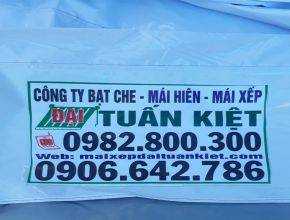 CÔNG TY BẠT CHE - MÁI HIÊN - MÁI XẾP
ĐẠI TUẤN KIỆT
0982.800.300
Web: maixepdaituankiet.com
0906.642.786